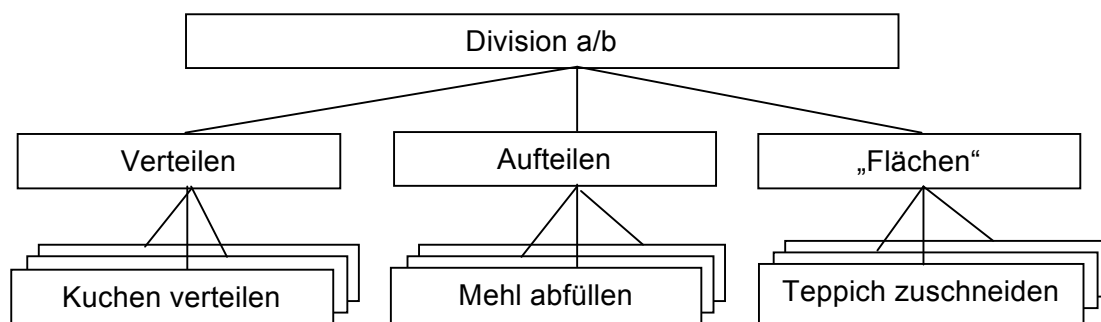 Division a/b
Verteilen
Aufteilen
„Flächen“
Kuchen verteilen
Mehl abfüllen
Teppich zuschneiden